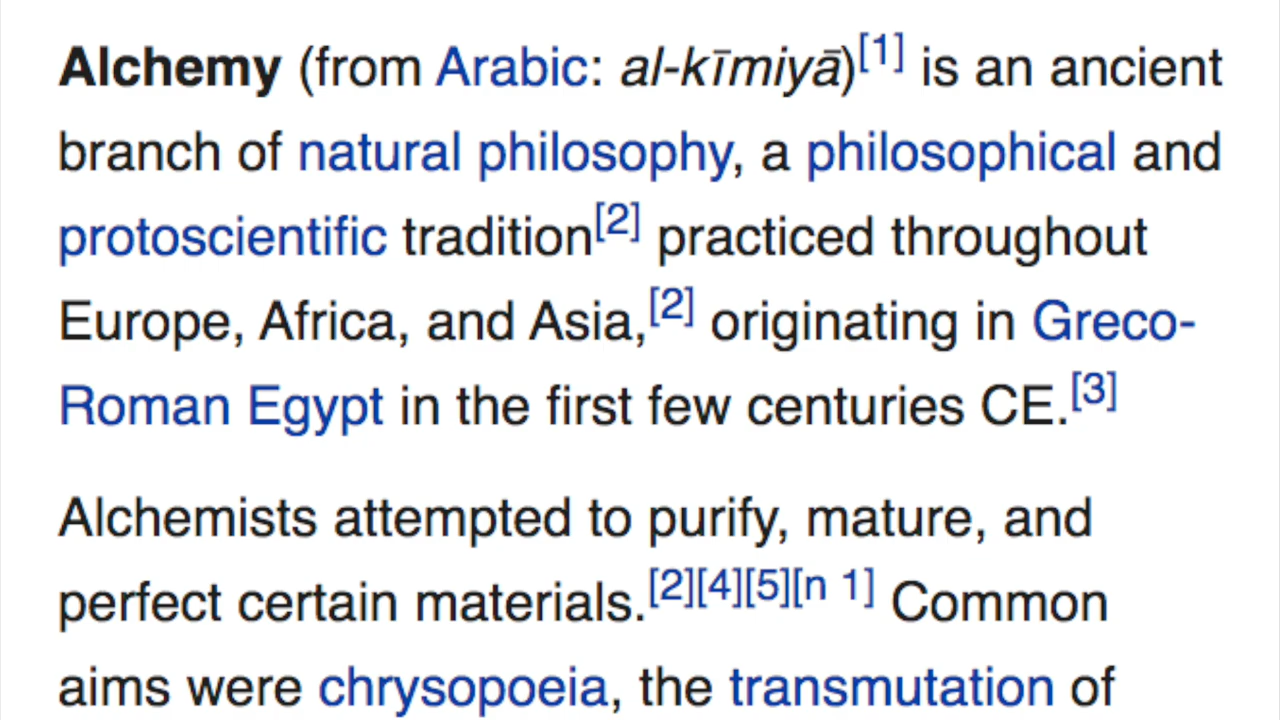 Alchemy (from Arabic: al-kīmiyā)[1] is an ancient
branch of natural philosophy, a philosophical and
protoscientific tradition[2] practiced throughout
Europe, Africa, and Asia,[2] originating in Greco-
Roman Egypt in the first few centuries CE.[3]
Alchemists attempted to purify, mature, and
perfect certain materials.[2][4][5][n 1] Common
aims were chrysopoeia, the transmutation of